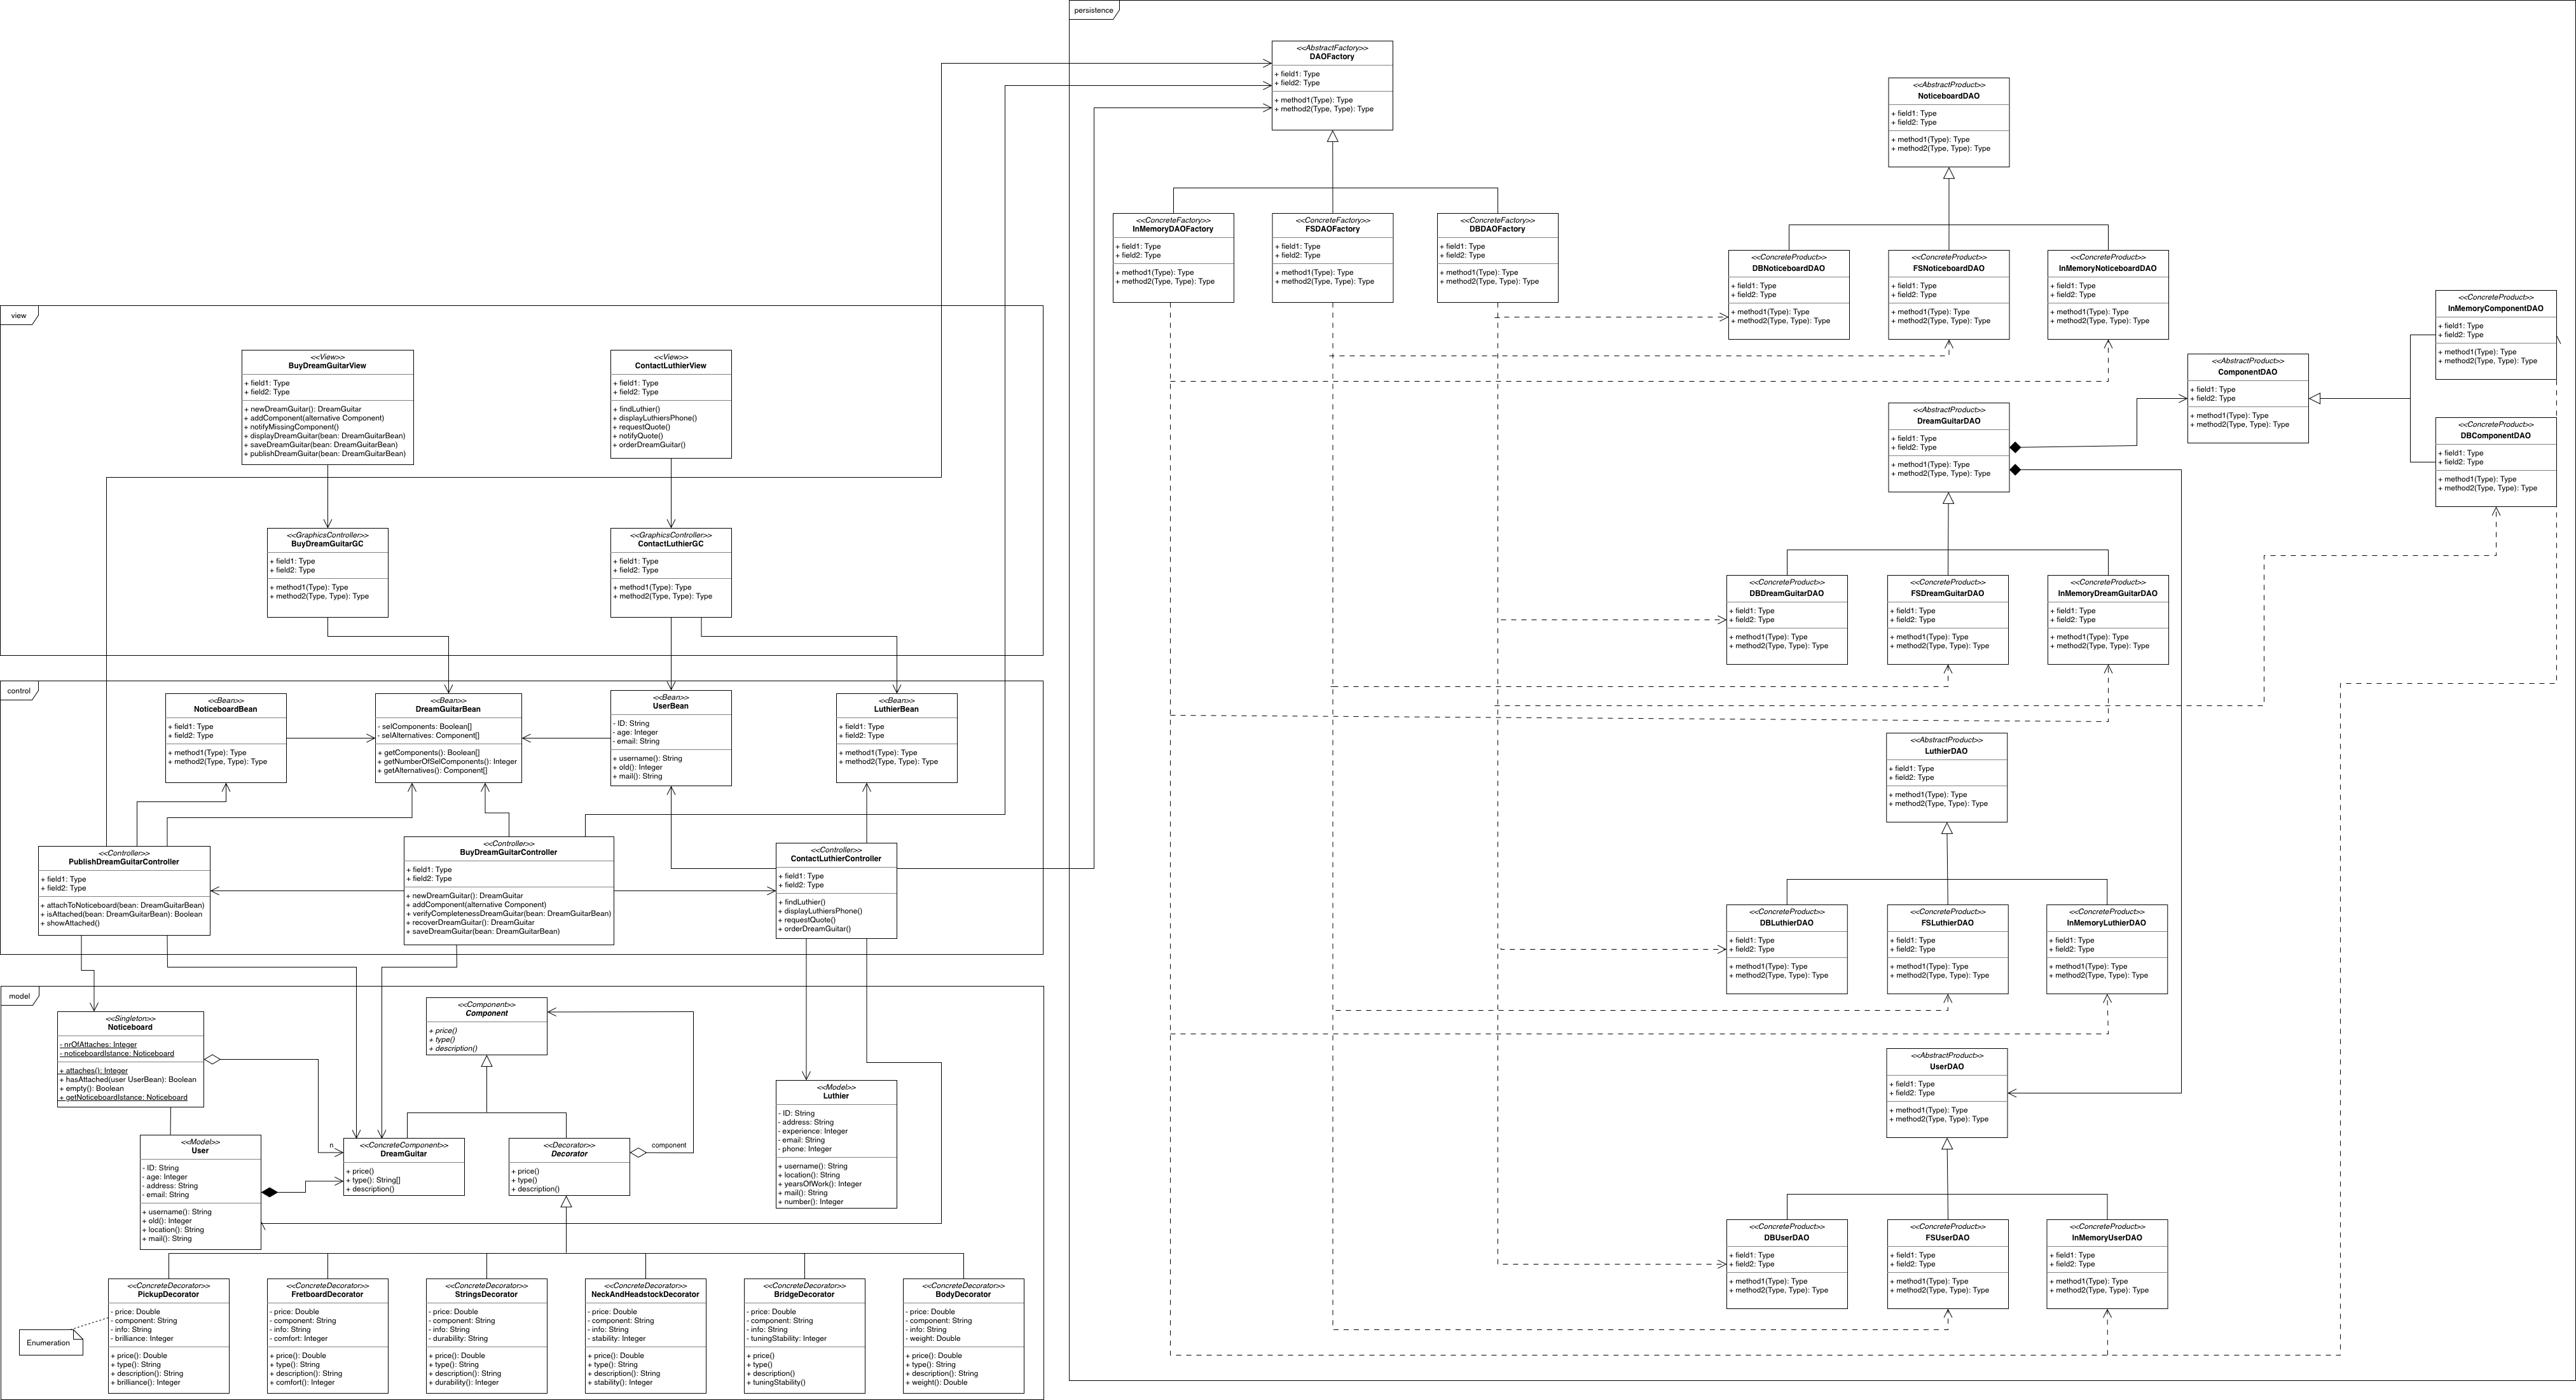 persistence
<<AbstractFactory>>
DAOFactory
+ field1: Type
+ field2: Type
+ method1(Type): Type
+ method2(Type, Type): Type
<<AbstractProduct>>
NoticeboardDAO
+ field1: Type
+ field2: Type
+ method1(Type): Type
+ method2(Type, Type): Type
<<ConcreteFactory>>
InMemoryDAOFactory
+ field1: Type
+ field2: Type
+ method1(Type): Type
+ method2(Type, Type): Type
<<ConcreteFactory>>
FSDAOFactory
+ field1: Type
+ field2: Type
+ method1(Type): Type
+ method2(Type, Type): Type
<<ConcreteFactory>>
DBDAOFactory
+ field1: Type
+ field2: Type
+ method1(Type): Type
+ method2(Type, Type): Type
<<ConcreteProduct>>
DBNoticeboardDAO
+ field1: Type
+ field2: Type
+ method1(Type): Type
+ method2(Type, Type): Type
<<ConcreteProduct>>
FSNoticeboardDAO
+ field1: Type
+ field2: Type
+ method1(Type): Type
+ method2(Type, Type): Type
<<ConcreteProduct>>
InMemoryNoticeboardDAO
+ field1: Type
+ field2: Type
+ method1(Type): Type
+ method2(Type, Type): Type
<<ConcreteProduct>>
InMemoryComponentDAO
+ field1: Type
+ field2: Type
+ method1(Type): Type
+ method2(Type, Type): Type
<<AbstractProduct>>
ComponentDAO
+ field1: Type
+ field2: Type
+ method1(Type): Type
+ method2(Type, Type): Type
<<ConcreteProduct>>
DBComponentDAO
+ field1: Type
+ field2: Type
+ method1(Type): Type
+ method2(Type, Type): Type
<<AbstractProduct>>
DreamGuitarDAO
+ field1: Type
+ field2: Type
+ method1(Type): Type
+ method2(Type, Type): Type
<<ConcreteProduct>>
DBDreamGuitarDAO
+ field1: Type
+ field2: Type
+ method1(Type): Type
+ method2(Type, Type): Type
<<ConcreteProduct>>
FSDreamGuitarDAO
+ field1: Type
+ field2: Type
+ method1(Type): Type
+ method2(Type, Type): Type
<<ConcreteProduct>>
InMemoryDreamGuitarDAO
+ field1: Type
+ field2: Type
+ method1(Type): Type
+ method2(Type, Type): Type
<<AbstractProduct>>
LuthierDAO
+ field1: Type
+ field2: Type
+ method1(Type): Type
+ method2(Type, Type): Type
<<ConcreteProduct>>
DBLuthierDAO
+ field1: Type
+ field2: Type
+ method1(Type): Type
+ method2(Type, Type): Type
<<ConcreteProduct>>
FSLuthierDAO
+ field1: Type
+ field2: Type
+ method1(Type): Type
+ method2(Type, Type): Type
<<ConcreteProduct>>
InMemoryLuthierDAO
+ field1: Type
+ field2: Type
+ method1(Type): Type
+ method2(Type, Type): Type
<<AbstractProduct>>
UserDAO
+ field1: Type
+ field2: Type
+ method1(Type): Type
+ method2(Type, Type): Type
<<ConcreteProduct>>
DBUserDAO
+ field1: Type
+ field2: Type
+ method1(Type): Type
+ method2(Type, Type): Type
<<ConcreteProduct>>
FSUserDAO
+ field1: Type
+ field2: Type
+ method1(Type): Type
+ method2(Type, Type): Type
<<ConcreteProduct>>
InMemoryUserDAO
+ field1: Type
+ field2: Type
+ method1(Type): Type
+ method2(Type, Type): Type
view
<<View>>
BuyDreamGuitarView
+ field1: Type
+ field2: Type
+ newDreamGuitar(): DreamGuitar
+ addComponent(alternative Component)
+ notifyMissingComponent()
+ displayDreamGuitar(bean: DreamGuitarBean)
+ saveDreamGuitar(bean: DreamGuitarBean)
+ publishDreamGuitar(bean: DreamGuitarBean)
<<View>>
ContactLuthierView
+ field1: Type
+ field2: Type
+ findLuthier()
+ displayLuthiersPhone()
+ requestQuote()
+ notifyQuote()
+ orderDreamGuitar()
<<GraphicsController>>
BuyDreamGuitarGC
+ field1: Type
+ field2: Type
+ method1(Type): Type
+ method2(Type, Type): Type
<<GraphicsController>>
ContactLuthierGC
+ field1: Type
+ field2: Type
+ method1(Type): Type
+ method2(Type, Type): Type
control
<<Bean>>
NoticeboardBean
+ field1: Type
+ field2: Type
+ method1(Type): Type
+ method2(Type, Type): Type
<<Bean>>
DreamGuitarBean
- selComponents: Boolean[]
- selAlternatives: Component[]
+ getComponents(): Boolean[]
+ getNumberOfSelComponents(): Integer
+ getAlternatives(): Component[]
<<Bean>>
UserBean
- ID: String
- age: Integer
- email: String
+ username(): String
+ old(): Integer
+ mail(): String
<<Bean>>
LuthierBean
+ field1: Type
+ field2: Type
+ method1(Type): Type
+ method2(Type, Type): Type
<<Controller>>
PublishDreamGuitarController
+ field1: Type
+ field2: Type
+ attachToNoticeboard(bean: DreamGuitarBean)
+ isAttached(bean: DreamGuitarBean): Boolean
+ showAttached()
<<Controller>>
BuyDreamGuitarController
+ field1: Type
+ field2: Type
+ newDreamGuitar(): DreamGuitar
+ addComponent(alternative Component)
+ verifyCompletenessDreamGuitar(bean: DreamGuitarBean)
+ recoverDreamGuitar(): DreamGuitar
+ saveDreamGuitar(bean: DreamGuitarBean)
<<Controller>>
ContactLuthierController
+ field1: Type
+ field2: Type
+ findLuthier()
+ displayLuthiersPhone()
+ requestQuote()
+ orderDreamGuitar()
model
<<Singleton>>
Noticeboard
- nrOfAttaches: Integer
- noticeboardIstance: Noticeboard
+ attaches(): Integer
+ hasAttached(user UserBean): Boolean
+ empty(): Boolean
+ getNoticeboardIstance: Noticeboard
<<Component>>
Component
+ price()
+ type()
+ description()
<<Model>>
Luthier
- ID: String
- address: String
- experience: Integer
- email: String
- phone: Integer
+ username(): String
+ location(): String
+ yearsOfWork(): Integer
+ mail(): String
+ number(): Integer
<<Model>>
User
- ID: String
- age: Integer
- address: String
- email: String
+ username(): String
+ old(): Integer
+ location(): String
+ mail(): String
n
<<ConcreteComponent>>
DreamGuitar
+ price()
+ type(): String[]
+ description()
<<Decorator>>
Decorator
+ price()
+ type()
+ description()
component
<<ConcreteDecorator>>
PickupDecorator
- price: Double
- component: String
- info: String
- brilliance: Integer
+ price(): Double
+ type(): String
+ description(): String
+ brilliance(): Integer
<<ConcreteDecorator>>
FretboardDecorator
- price: Double
- component: String
- info: String
- comfort: Integer
+ price(): Double
+ type(): String
+ description(): String
+ comfort(): Integer
<<ConcreteDecorator>>
StringsDecorator
- price: Double
- component: String
- info: String
- durability: String
+ price(): Double
+ type(): String
+ description(): String
+ durability(): Integer
<<ConcreteDecorator>>
NeckAndHeadstockDecorator
- price: Double
- component: String
- info: String
- stability: Integer
+ price(): Double
+ type(): String
+ description(): String
+ stability(): Integer
<<ConcreteDecorator>>
BridgeDecorator
- price: Double
- component: String
- info: String
- tuningStability: Integer
+ price()
+ type()
+ description()
+ tuningStability()
<<ConcreteDecorator>>
BodyDecorator
- price: Double
- component: String
- info: String
- weight: Double
+ price(): Double
+ type(): String
+ description(): String
+ weight(): Double
Enumeration